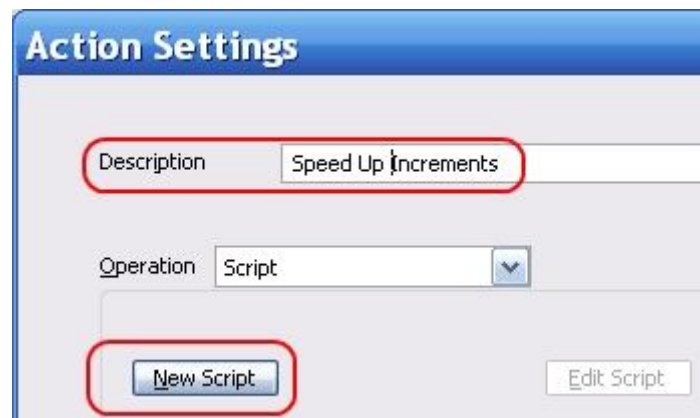 Action Settings
Description Speed Up Increments
Operation Script
New Script Edit Script